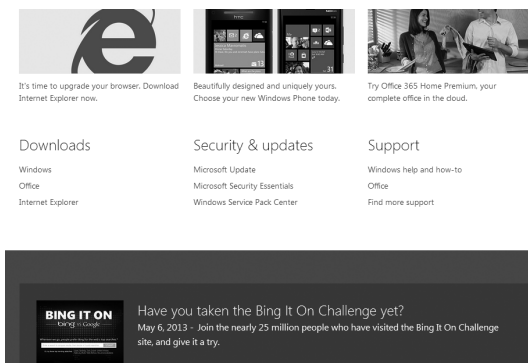 hTC
13
31
It's time to upgrade your browser. Download
Internet Explorer now.
Beautifully designed and uniquely yours.
Choose your new Windows Phone today.
Try Office 365 Home Premium, your
complete office in the cloud.
Downloads
Windows
Office
Internet Explorer
Security & updates
Microsoft Update
Microsoft Security Essentials
Windows Service Pack Center
Support
Windows help and how-to
Office
Find more support
BING IT ON
bing vs Google
Have you taken the Bing It On Challenge yet?
May 6, 2013 - Join the nearly 25 million people who have visited the Bing It On Challenge
site, and give it a try.